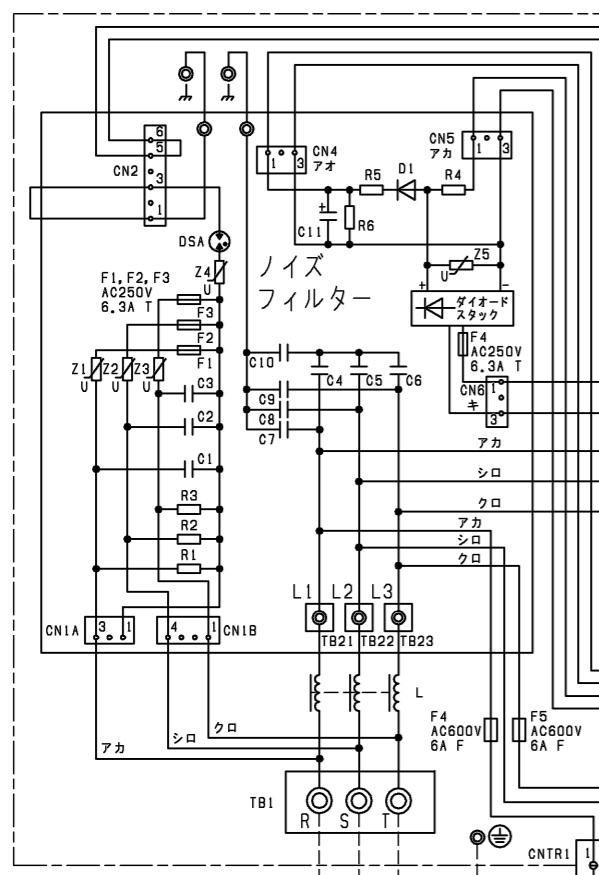 6
5
3
1
CN2
1
3
CN4
アオ
1
3
CN5
アカ
R5
D1
R4
+
C11
R6
DSA
Z4
U
ノイズ
フィルター
Z5
U
+
-
ダイオード
スタック
F1, F2, F3
AC250V
6.3A T
F3
F2
F1
F4
AC250V
6.3A T
Z1
U
Z2
U
Z3
U
C10
C4
C5
C6
C9
C8
C7
CN6
キ
1
3
C3
C2
C1
アカ
シロ
クロ
R3
R2
R1
アカ
シロ
クロ
L1
L2
L3
CN1A
3
1
4
1
CN1B
TB21
TB22
TB23
L
アカ
シロ
クロ
F4
AC600V
6A F
F5
AC600V
6A F
TB1
R
S
T
CNTR1
1